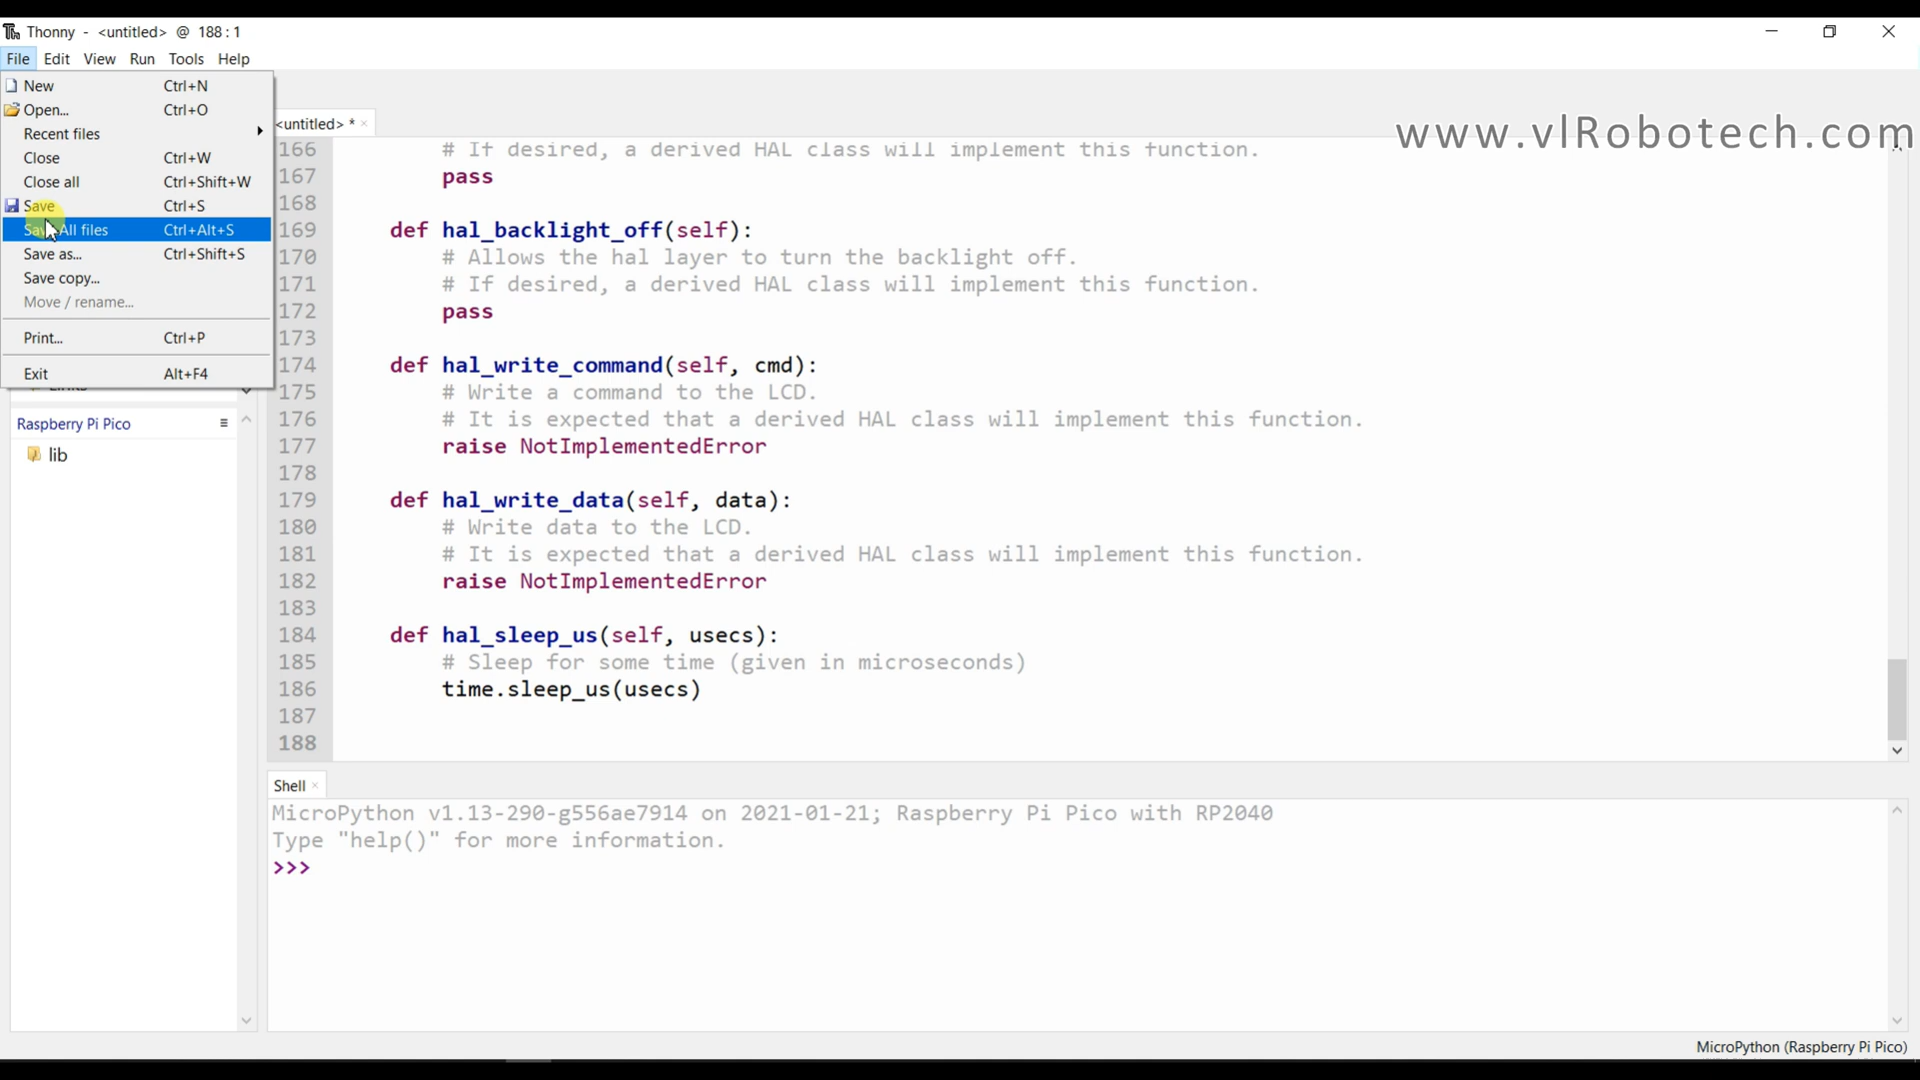 Thonny - <untitled> @ 188 : 1
File Edit View Run Tools Help
New Ctrl+N
Open... Ctrl+O
Recent files
Close Ctrl+W
Close all Ctrl+Shift+W
Save Ctrl+S
Save All files Ctrl+Alt+S
Save as... Ctrl+Shift+S
Save copy...
Move / rename...
Print... Ctrl+P
Exit Alt+F4
Raspberry Pi Pico
lib
<untitled> *
www.vlRobotech.com
166 # If desired, a derived HAL class will implement this function.
167 pass
168
169 def hal_backlight_off(self):
170 # Allows the hal layer to turn the backlight off.
171 # If desired, a derived HAL class will implement this function.
172 pass
173
174 def hal_write_command(self, cmd):
175 # Write a command to the LCD.
176 # It is expected that a derived HAL class will implement this function.
177 raise NotImplementedError
178
179 def hal_write_data(self, data):
180 # Write data to the LCD.
181 # It is expected that a derived HAL class will implement this function.
182 raise NotImplementedError
183
184 def hal_sleep_us(self, usecs):
185 # Sleep for some time (given in microseconds)
186 time.sleep_us(usecs)
187
188
Shell
MicroPython v1.13-290-g556ae7914 on 2021-01-21; Raspberry Pi Pico with RP2040
Type "help()" for more information.
>>>
MicroPython (Raspberry Pi Pico)